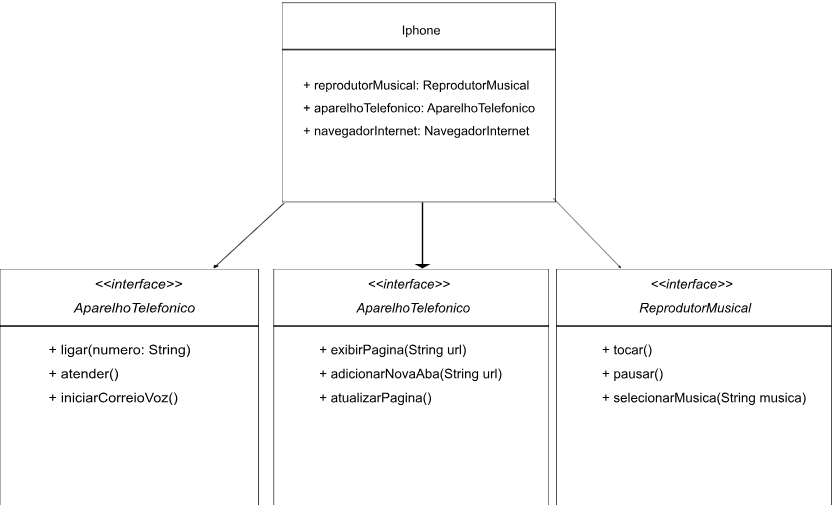 Iphone
+ reprodutorMusical: ReprodutorMusical
+ aparelhoTelefonico: AparelhoTelefonico
+ navegadorInternet: NavegadorInternet
<<interface>>
AparelhoTelefonico
+ ligar(numero: String)
+ atender()
+ iniciarCorreioVoz()
<<interface>>
AparelhoTelefonico
+ exibirPagina(String url)
+ adicionarNovaAba(String url)
+ atualizarPagina()
<<interface>>
ReprodutorMusical
+ tocar()
+ pausar()
+ selecionarMusica(String musica)